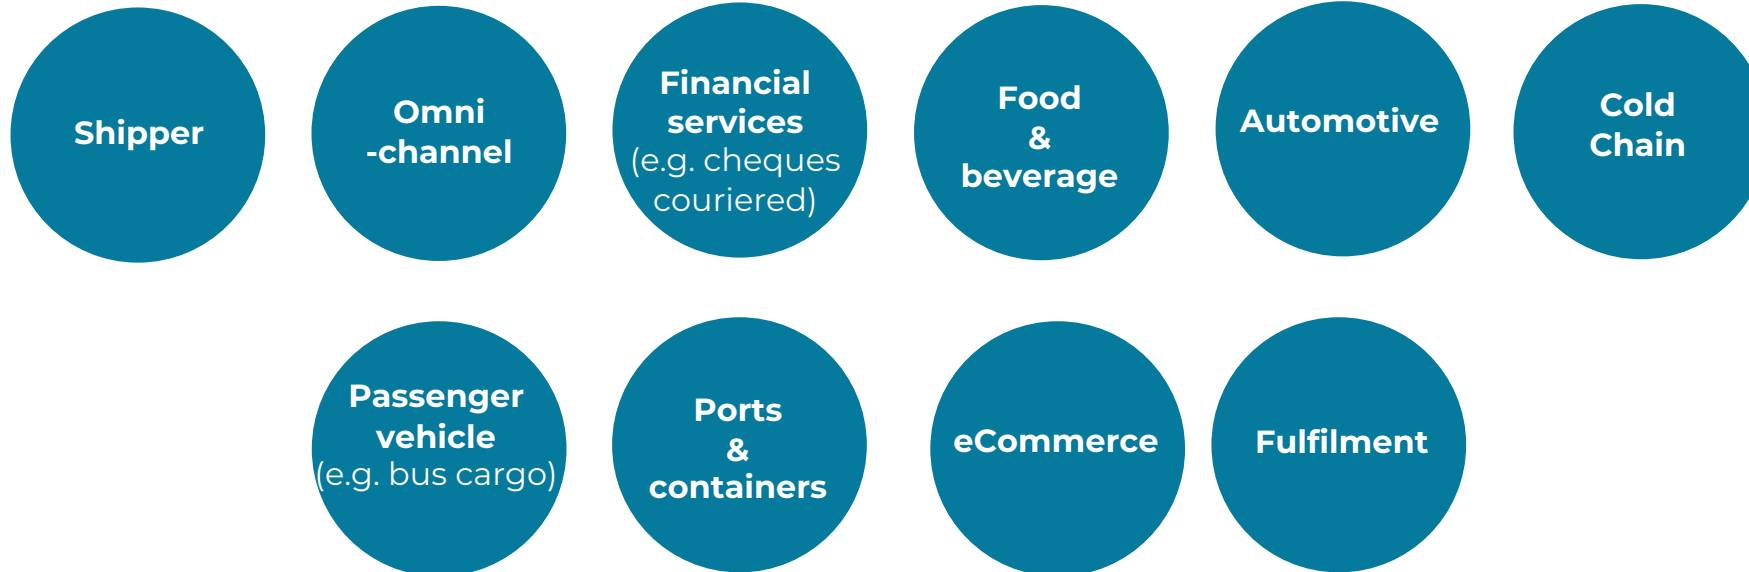 Shipper
Omni
-channel
Financial
services
(e.g. cheques
couriered)
Food
&
beverage
Automotive
Cold
Chain
Passenger
vehicle
(e.g. bus cargo)
Ports
&
containers
eCommerce
Fulfilment